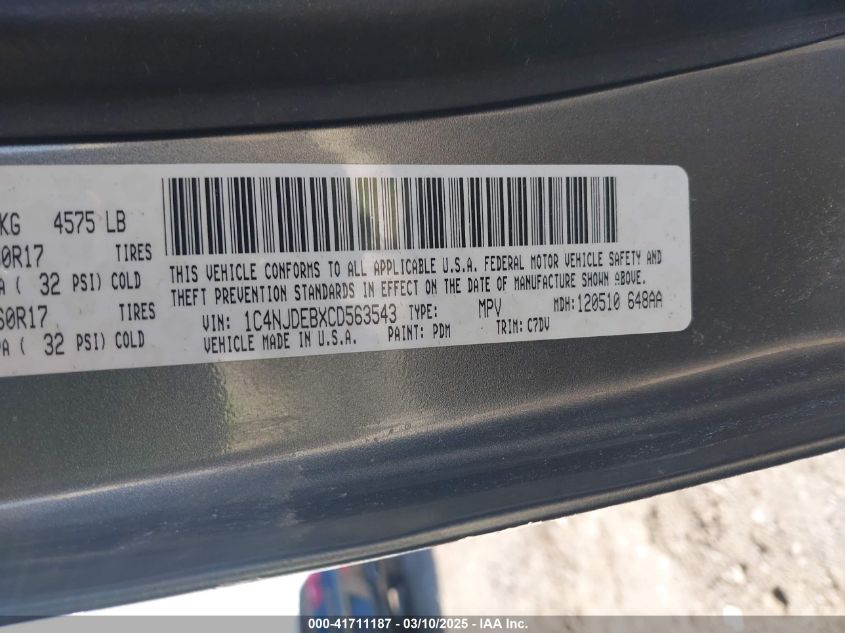 KG 4575 LB
0R17 TIRES
A ( 32 PSI) COLD
60R17 TIRES
PA ( 32 PSI) COLD
THIS VEHICLE CONFORMS TO ALL APPLICABLE U.S.A. FEDERAL MOTOR VEHICLE SAFETY AND
THEFT PREVENTION STANDARDS IN EFFECT ON THE DATE OF MANUFACTURE SHOWN ABOVE.
VIN: 1C4NJDEBXCD563543 TYPE: MPV MDH: 120510 648AA
VEHICLE MADE IN U.S.A. PAINT: PDM TRIM: C7DV
000-41711187 - 03/10/2025 - IAA Inc.